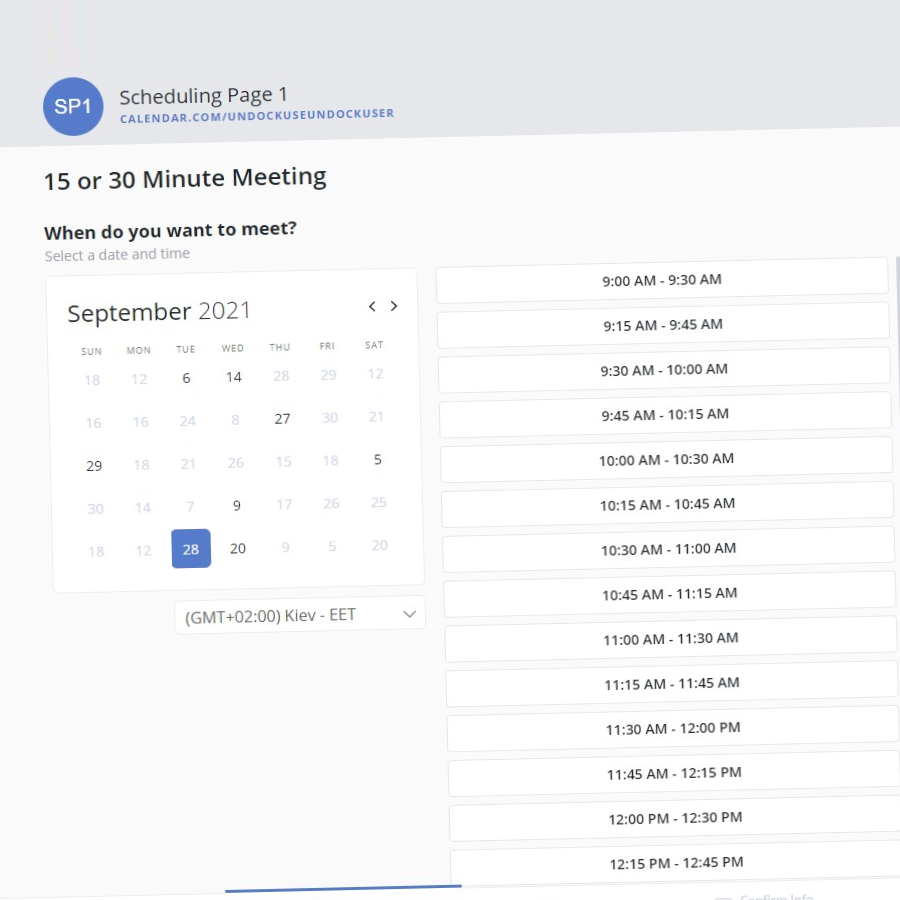 SP1
Scheduling Page 1
CALENDAR.COM/UNDOCKUSEUNDOCKUSER
15 or 30 Minute Meeting
When do you want to meet?
Select a date and time
September 2021
SUN MON TUE WED THU FRI SAT
18 12 6 14 28 29 12
16 16 24 8 27 30 21
29 18 21 26 15 18 5
30 14 7 9 17 26 25
18 12 28 20 9 5 20
(GMT+02:00) Kiev - EET
9:00 AM - 9:30 AM
9:15 AM - 9:45 AM
9:30 AM - 10:00 AM
9:45 AM - 10:15 AM
10:00 AM - 10:30 AM
10:15 AM - 10:45 AM
10:30 AM - 11:00 AM
10:45 AM - 11:15 AM
11:00 AM - 11:30 AM
11:15 AM - 11:45 AM
11:30 AM - 12:00 PM
11:45 AM - 12:15 PM
12:00 PM - 12:30 PM
12:15 PM - 12:45 PM
Confirm Info